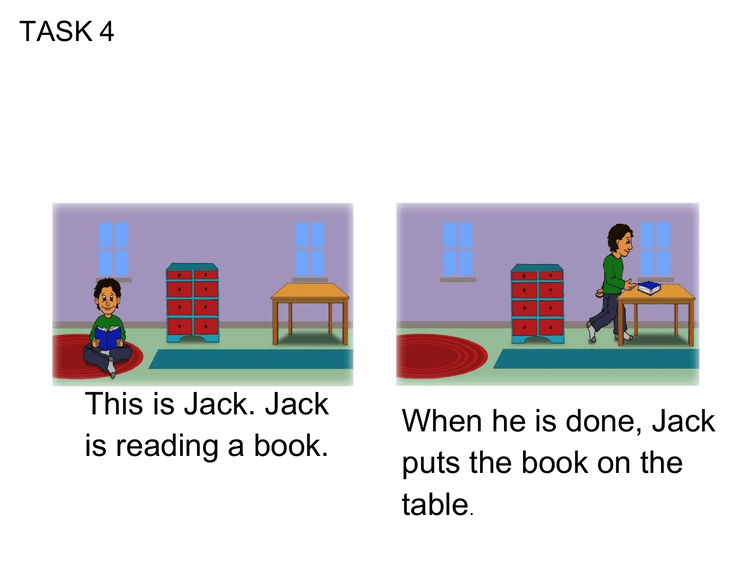 TASK 4
This is Jack. Jack
is reading a book.
When he is done, Jack
puts the book on the
table.